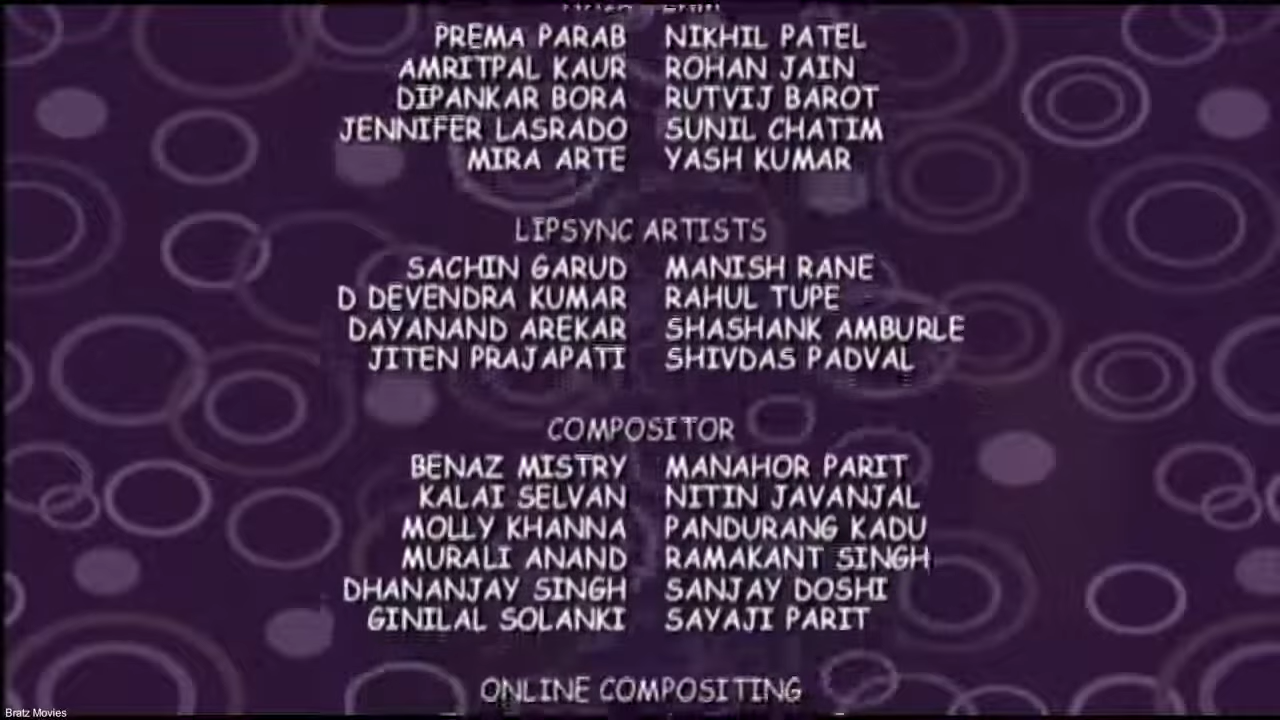 PREMA PARAB NIKHIL PATEL
AMRITPAL KAUR ROHAN JAIN
DIPANKAR BORA RUTVIJ BAROT
JENNIFER LASRADO SUNIL CHATIM
MIRA ARTE YASH KUMAR
LIPSYNC ARTISTS
SACHIN GARUD MANISH RANE
D DEVENDRA KUMAR RAHUL TUPE
DAYANAND AREKAR SHASHANK AMBURLE
JITEN PRAJAPATI SHIVDAS PADVAL
COMPOSITOR
BENAZ MISTRY MANAHOR PARIT
KALAI SELVAN NITIN JAVANJAL
MOLLY KHANNA PANDURANG KADU
MURALI ANAND RAMAKANT SINGH
DHANANJAY SINGH SANJAY DOSHI
GINILAL SOLANKI SAYAJI PARIT
ONLINE COMPOSITING
Bratz Movies